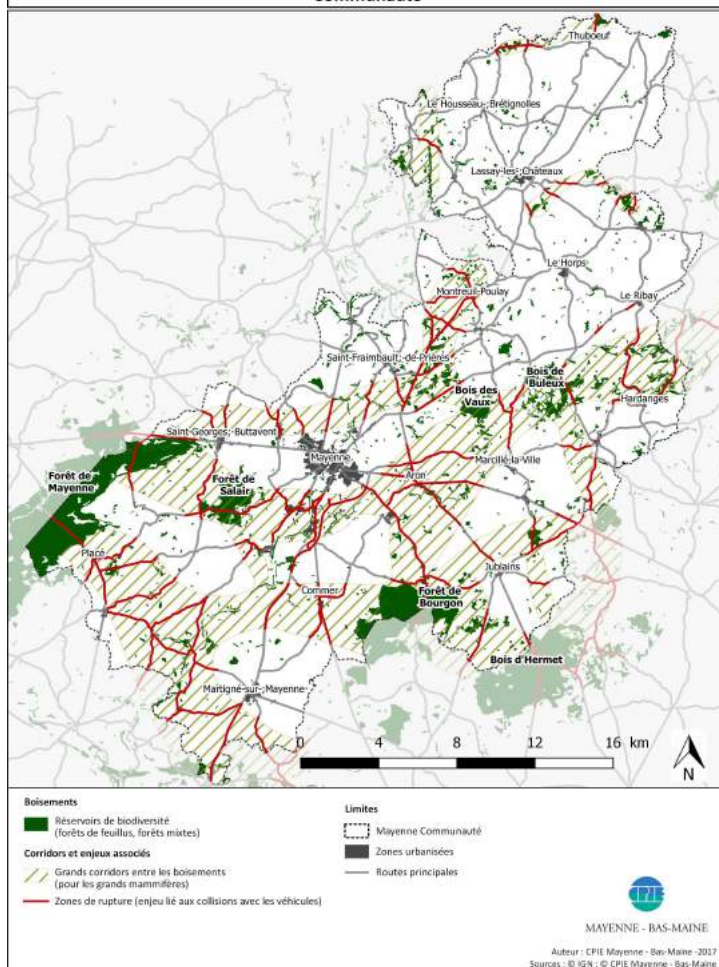 Communauté
Thuboeuf
Le Housseau-;Brétignolles
Lassay-les-;Châteaux
Le Horps
Montreuil-Poulay
Le Ribay
Saint-Fraimbault-;de-Prières
Bois des
Vaux
Bois de
Buleux
Hardanges
Saint-Georges-;Buttavent
Mayenne
Marcillé-la-Ville
Aron
Forêt de
Mayenne
Forêt de
Salair
Placé
Jublains
Commer
Forêt de
Bourgon
Bois d'Hermet
Martigné-sur-;Mayenne
0 4 8 12 16 km
N
Boisements
Réservoirs de biodiversité
(forêts de feuillus, forêts mixtes)
Corridors et enjeux associés
Grands corridors entre les boisements
(pour les grands mammifères)
Zones de rupture (enjeu lié aux collisions avec les véhicules)
Limites
Mayenne Communauté
Zones urbanisées
Routes principales
CPIE
MAYENNE - BAS-MAINE
Auteur : CPIE Mayenne - Bas-Maine -2017
Sources : © IGN ; © CPIE Mayenne - Bas-Maine